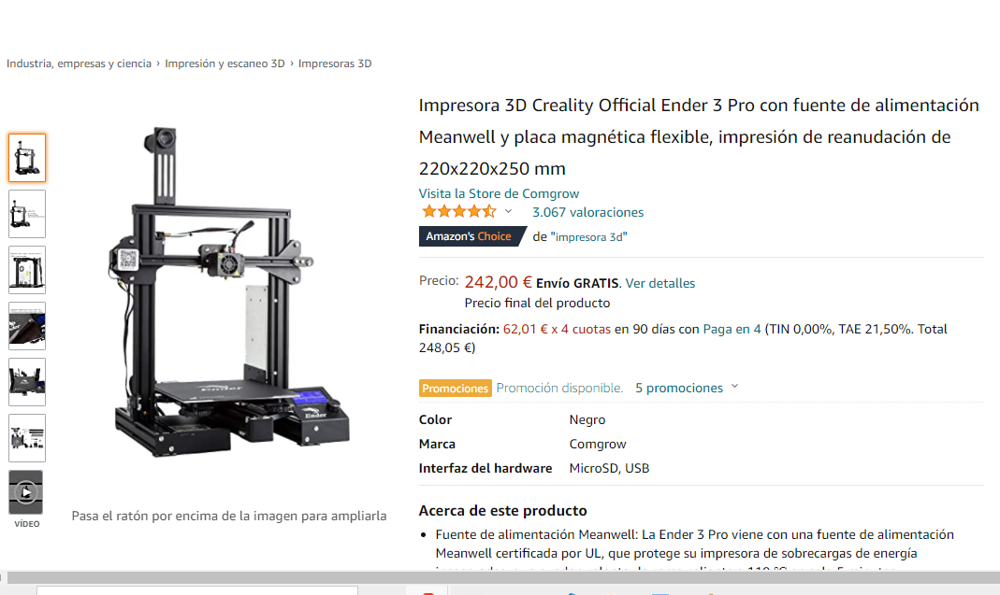 Industria, empresas y ciencia › Impresión y escaneo 3D › Impresoras 3D
Impresora 3D Creality Official Ender 3 Pro con fuente de alimentación
Meanwell y placa magnética flexible, impresión de reanudación de
220x220x250 mm
Visita la Store de Comgrow
3.067 valoraciones
Amazon's Choice de "impresora 3d"
Precio: 242,00 € Envío GRATIS. Ver detalles
Precio final del producto
Financiación: 62,01 € x 4 cuotas en 90 días con Paga en 4 (TIN 0,00%, TAE 21,50%. Total
248,05 €)
Promociones Promoción disponible. 5 promociones
Color Negro
Marca Comgrow
Interfaz del hardware MicroSD, USB
Acerca de este producto
• Fuente de alimentación Meanwell: La Ender 3 Pro viene con una fuente de alimentación
Meanwell certificada por UL, que protege su impresora de sobrecargas de energía
Ender
Ender
VÍDEO
Pasa el ratón por encima de la imagen para ampliarla